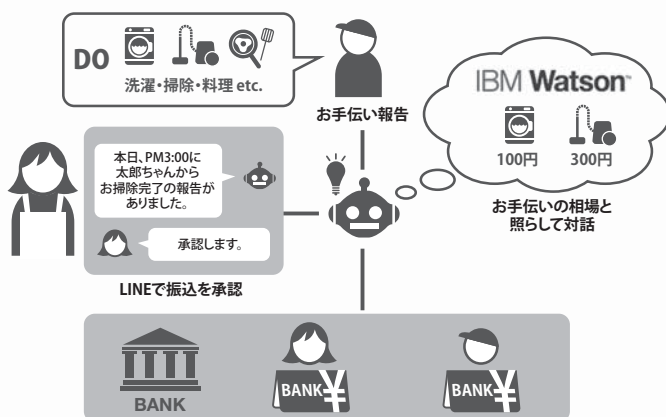 DO
洗濯・掃除・料理 etc.
お手伝い報告
IBM Watson™
100円
300円
お手伝いの相場と
照らして対話
本日、PM3:00に
太郎ちゃんから
お掃除完了の報告が
ありました。
承認します。
LINEで振込を承認
BANK
BANK ¥
BANK ¥